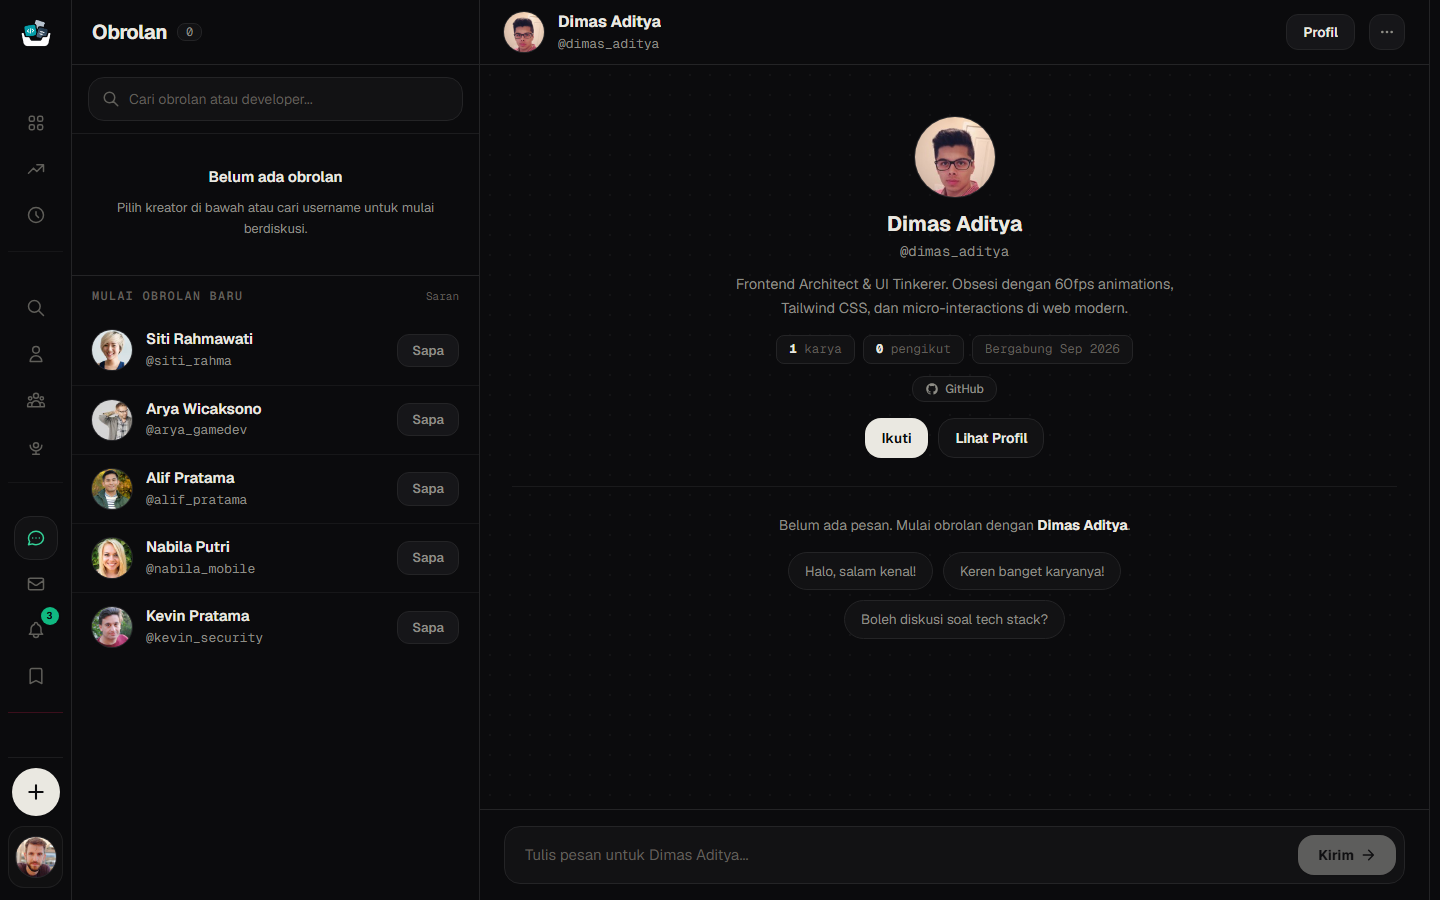 Obrolan 0
Cari obrolan atau developer...
Belum ada obrolan
Pilih kreator di bawah atau cari username untuk mulai
berdiskusi.
MULAI OBROLAN BARU Saran
Siti Rahmawati
@siti_rahma
Sapa
Arya Wicaksono
@arya_gamedev
Sapa
Alif Pratama
@alif_pratama
Sapa
Nabila Putri
@nabila_mobile
Sapa
Kevin Pratama
@kevin_security
Sapa
3
Dimas Aditya
@dimas_aditya
Profil
Dimas Aditya
@dimas_aditya
Frontend Architect & UI Tinkerer. Obsesi dengan 60fps animations,
Tailwind CSS, dan micro-interactions di web modern.
1 karya 0 pengikut Bergabung Sep 2026
GitHub
Ikuti Lihat Profil
Belum ada pesan. Mulai obrolan dengan Dimas Aditya.
Halo, salam kenal! Keren banget karyanya!
Boleh diskusi soal tech stack?
Tulis pesan untuk Dimas Aditya...
Kirim →